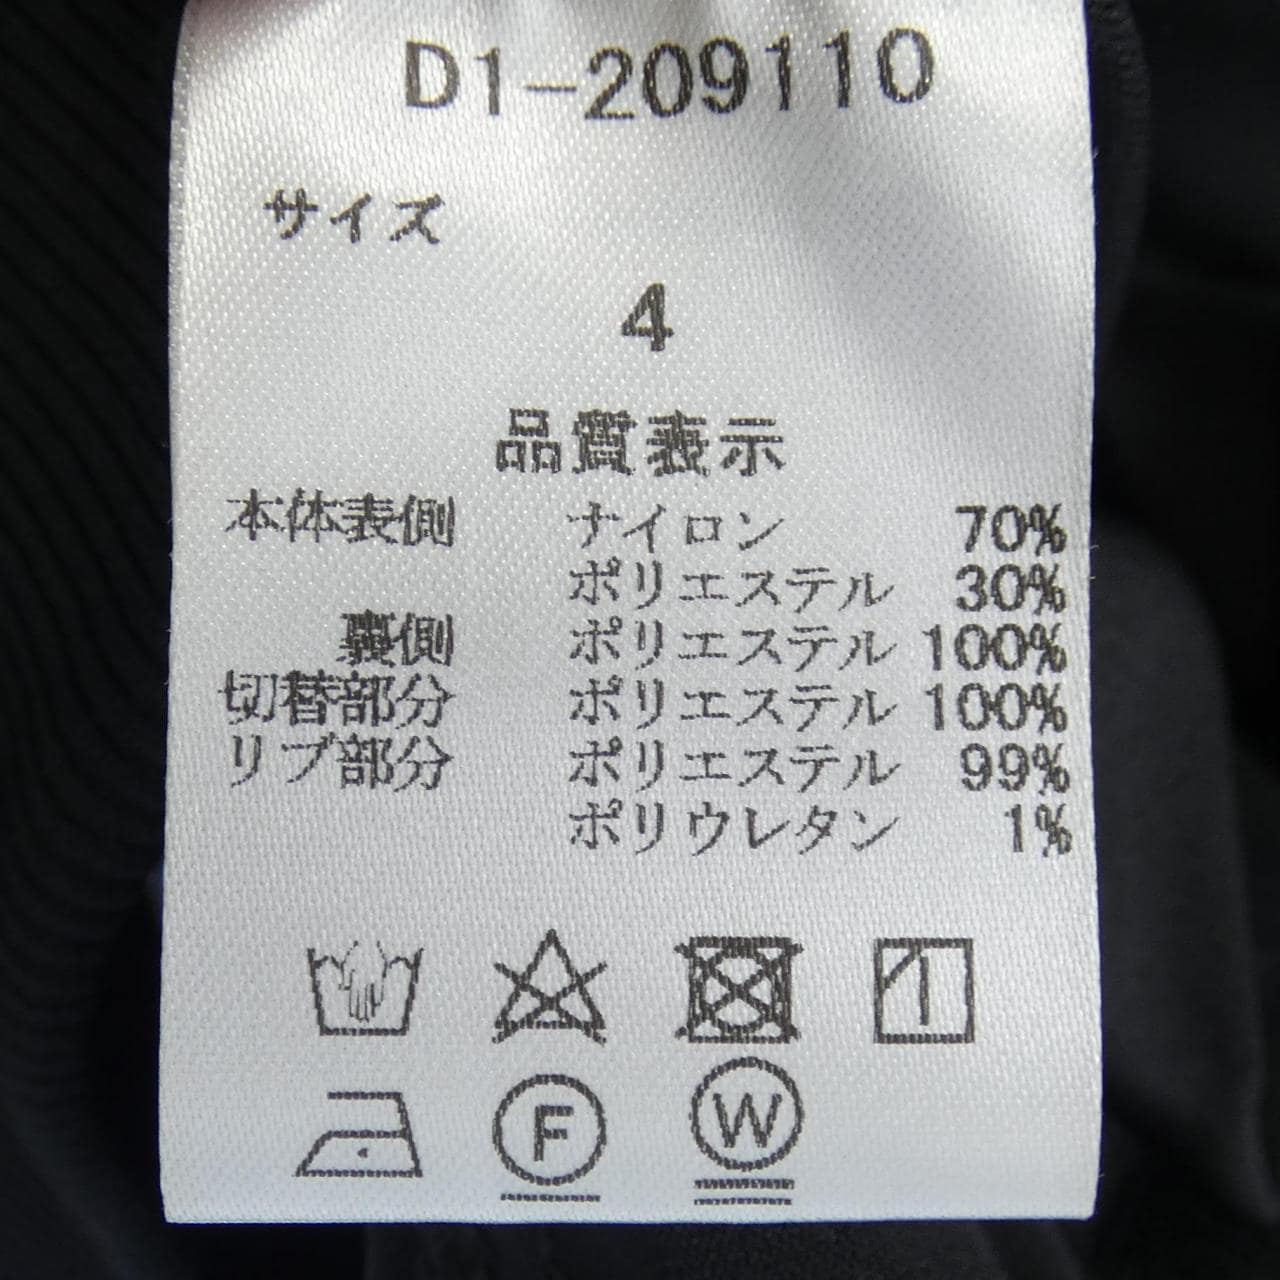 D1-209110
サイズ
4
品質表示
本体表側 ナイロン 70%
ポリエステル 30%
裏側 ポリエステル 100%
切替部分 ポリエステル 100%
リブ部分 ポリエステル 99%
ポリウレタン 1%
F W